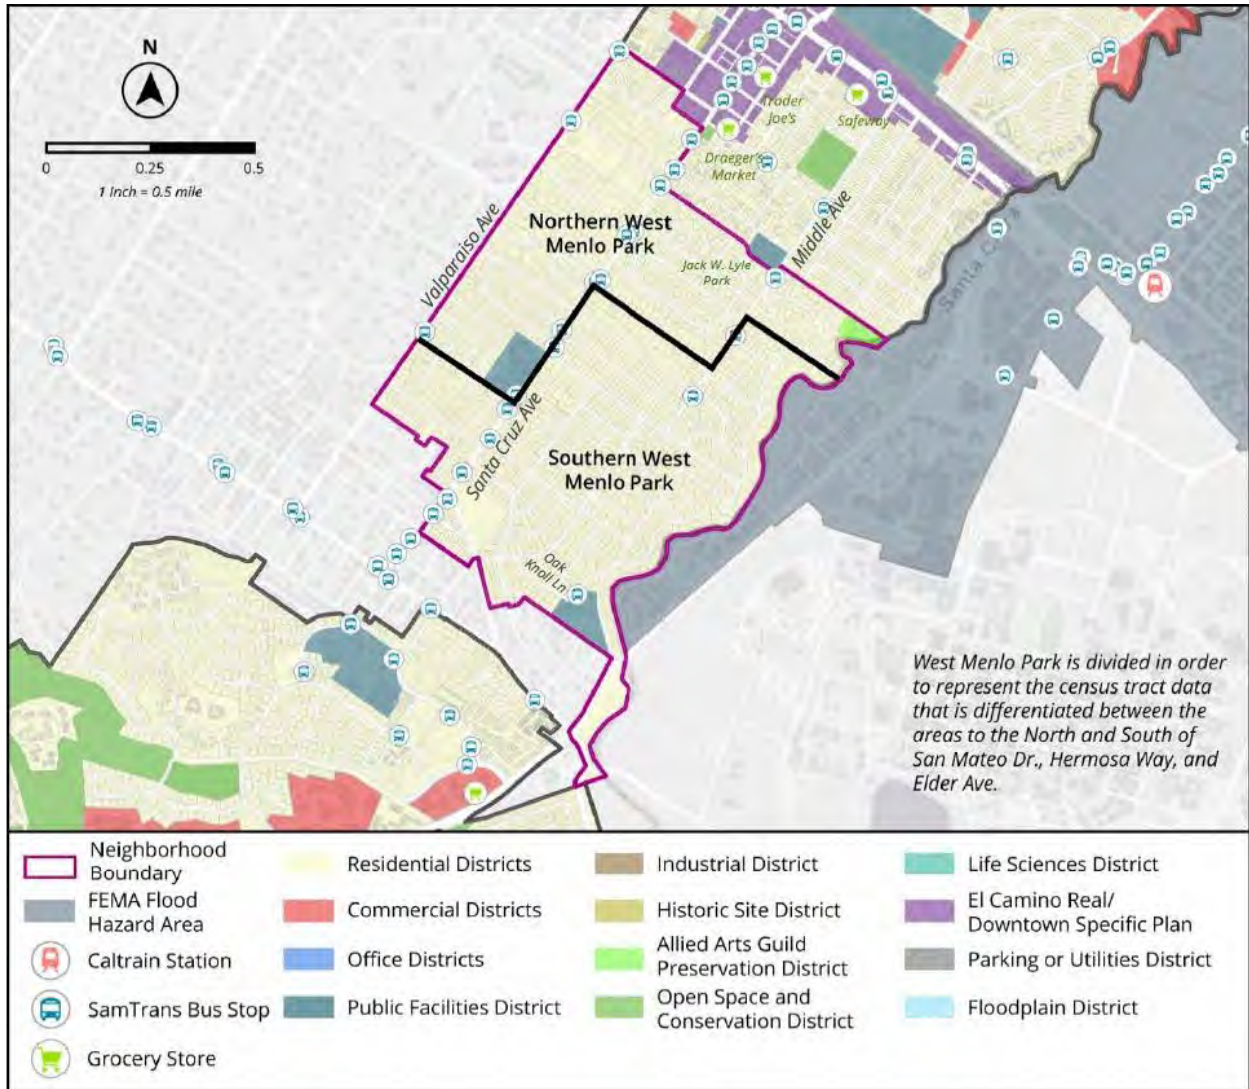 N
0
0.25
0.5
1 Inch = 0.5 mile
Trader
Joe's
Safeway
Draeger's
Market
Valparaiso Ave
Northern West
Menlo Park
Middle Ave
Jack W. Lyle
Park
Santa Cruz Ave
Southern West
Menlo Park
Oak
Knoll Ln
West Menlo Park is divided in order
to represent the census tract data
that is differentiated between the
areas to the North and South of
San Mateo Dr., Hermosa Way, and
Elder Ave.
Neighborhood
Boundary
FEMA Flood
Hazard Area
Caltrain Station
SamTrans Bus Stop
Grocery Store
Residential Districts
Commercial Districts
Office Districts
Public Facilities District
Industrial District
Historic Site District
Allied Arts Guild
Preservation District
Open Space and
Conservation District
Life Sciences District
El Camino Real/
Downtown Specific Plan
Parking or Utilities District
Floodplain District